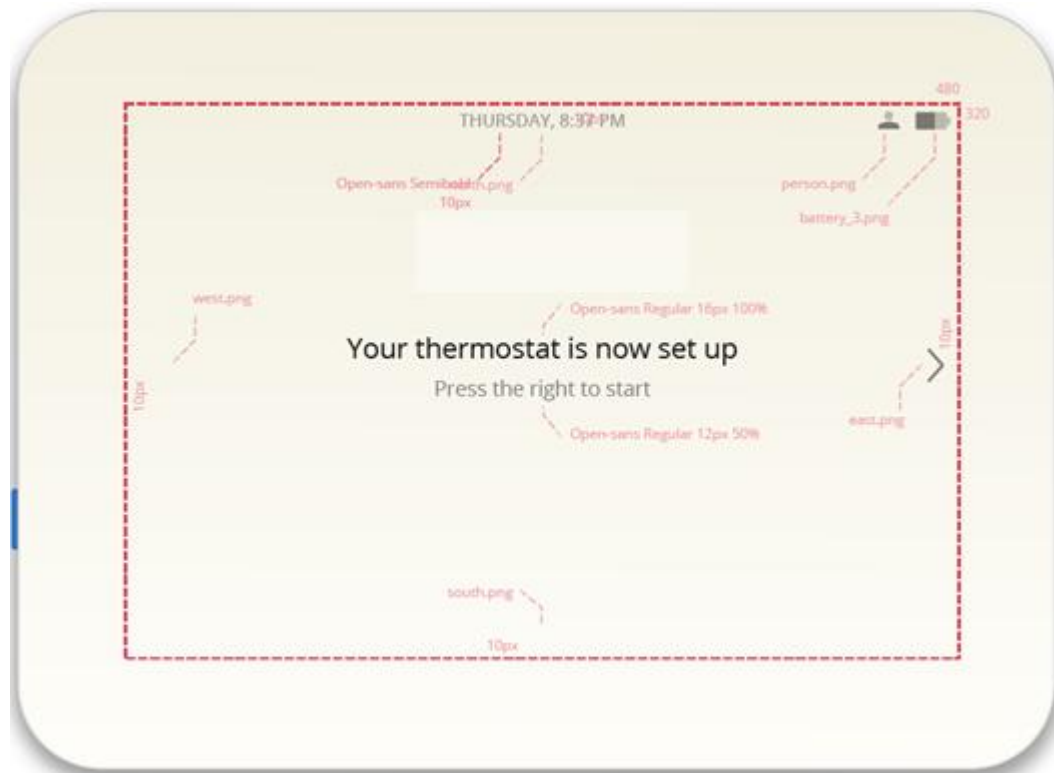 480
320
THURSDAY, 8:37 PM
Open-sans Semibold
10px
person.png
battery_3.png
west.png
Open-sans Regular 16px 100%
10px
Your thermostat is now set up
Press the right to start
10px
east.png
Open-sans Regular 12px 50%
south.png
10px